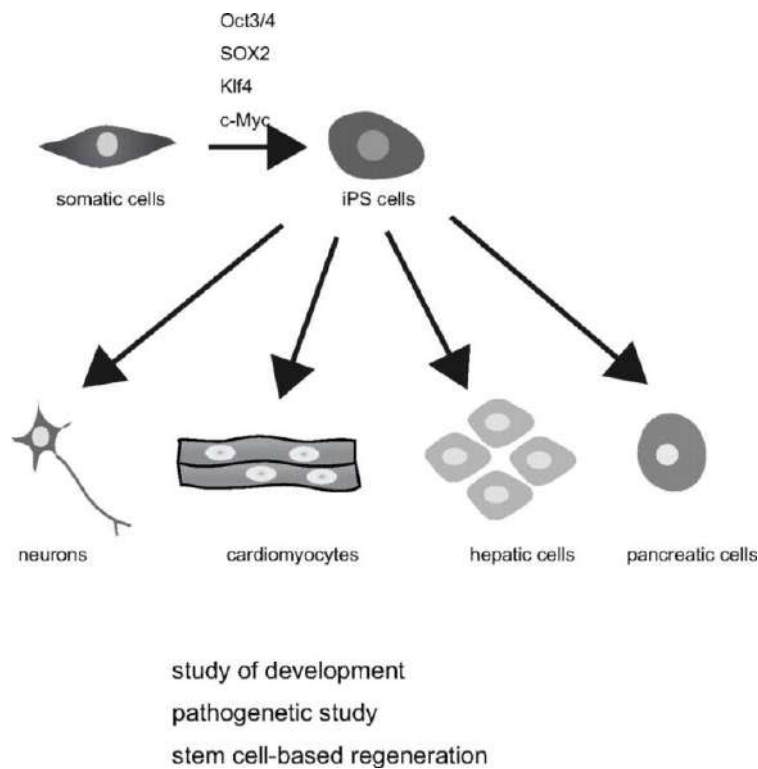 Oct3/4
SOX2
Klf4
c-Myc
somatic cells
iPS cells
neurons
cardiomyocytes
hepatic cells
pancreatic cells
study of development
pathogenetic study
stem cell-based regeneration